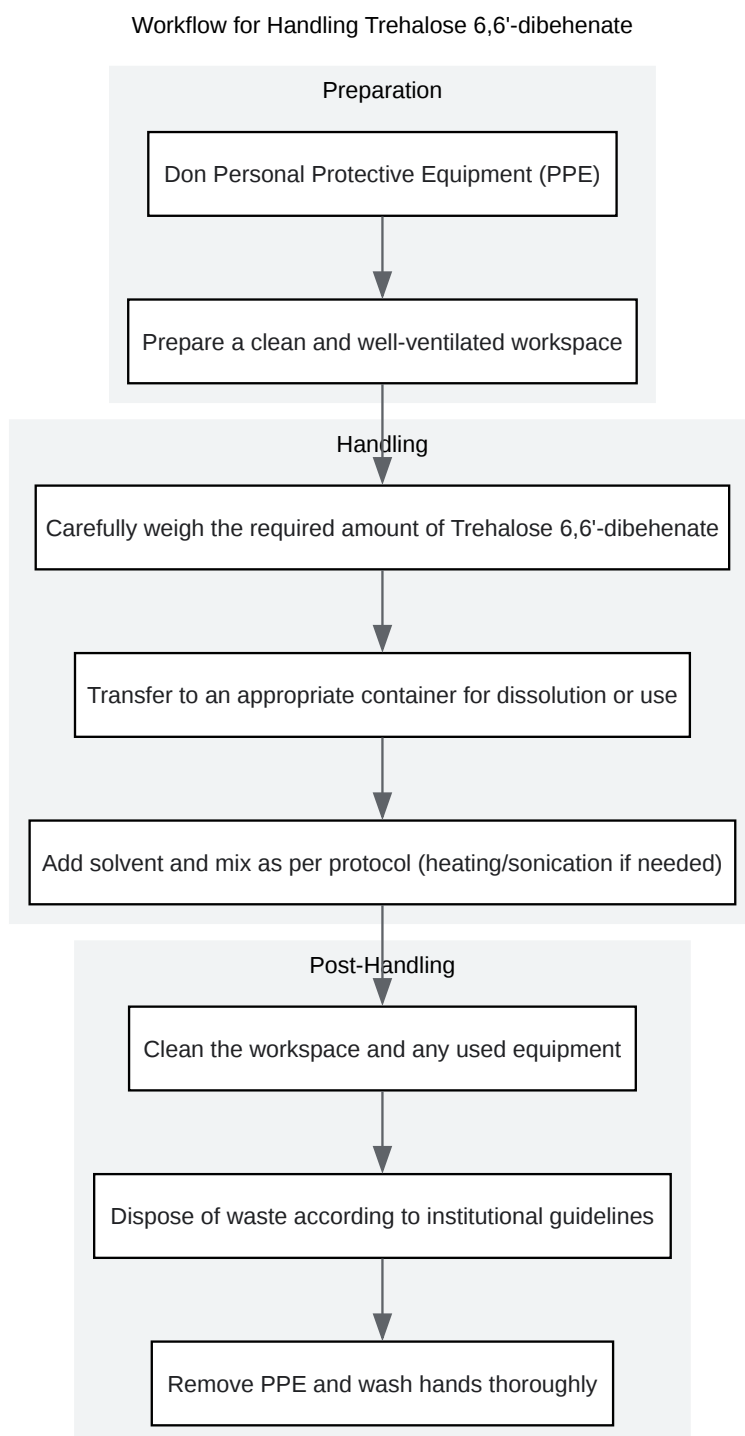 Workflow for Handling Trehalose 6,6'-dibehenate
Preparation
Don Personal Protective Equipment (PPE)
Prepare a clean and well-ventilated workspace
Handling
Carefully weigh the required amount of Trehalose 6,6'-dibehenate
Transfer to an appropriate container for dissolution or use
Add solvent and mix as per protocol (heating/sonication if needed)
Post-Handling
Clean the workspace and any used equipment
Dispose of waste according to institutional guidelines
Remove PPE and wash hands thoroughly